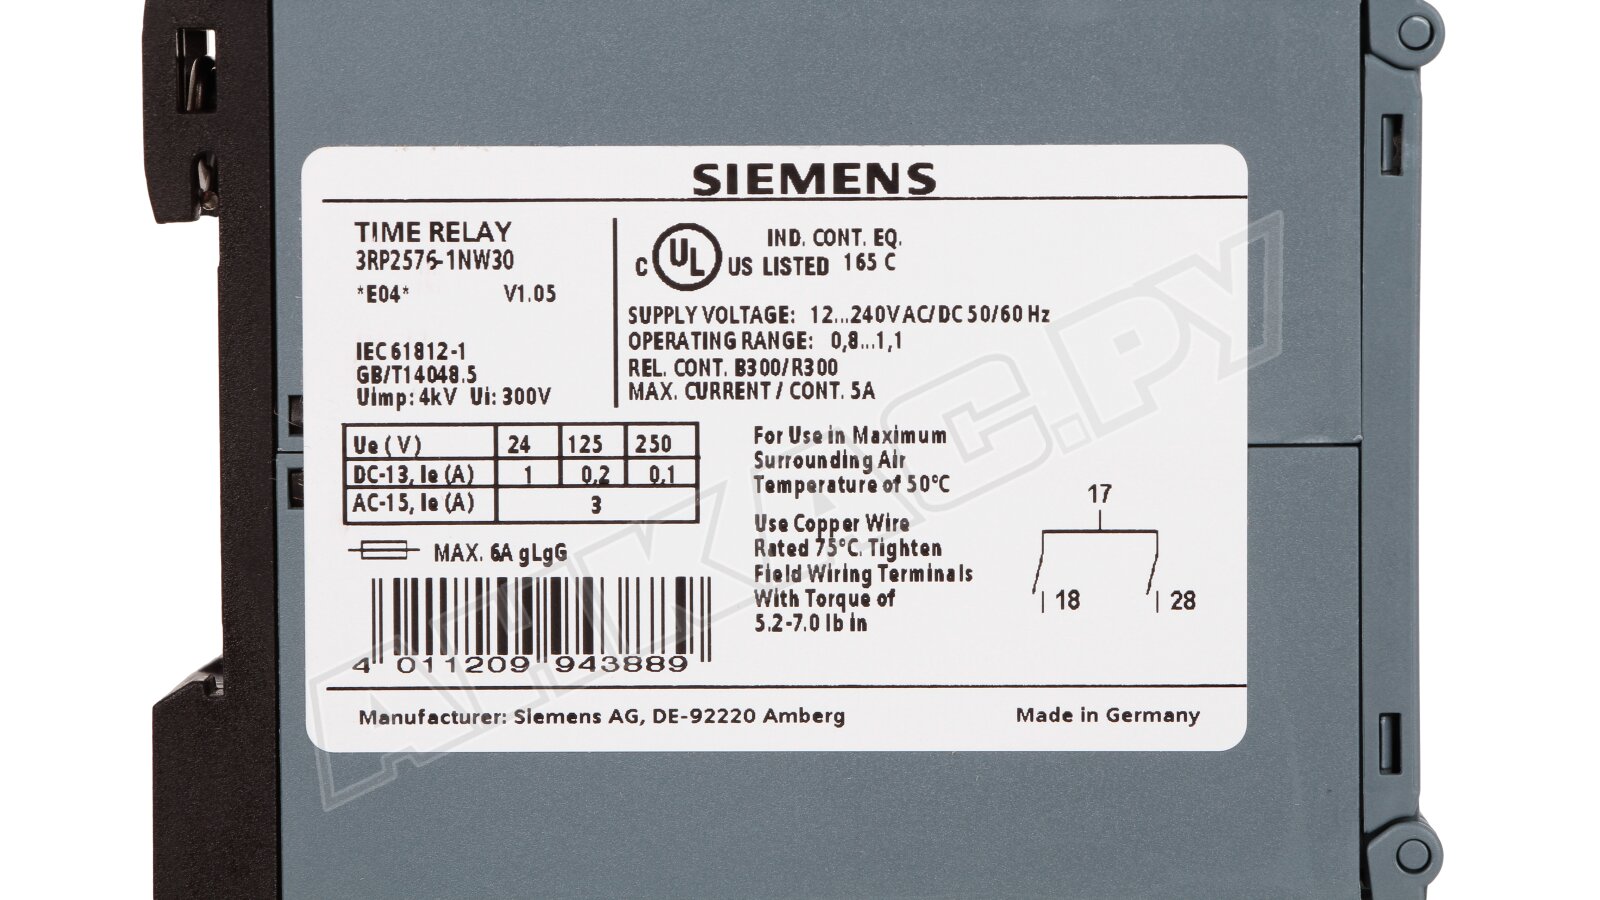 SIEMENS
TIME RELAY
3RP2576-1NW30
*E04* V1.05
IEC 61812-1
GB/T14048.5
Uimp: 4kV Ui: 300V
C UL US LISTED
IND. CONT. EQ.
165 C
SUPPLY VOLTAGE: 12...240V AC/DC 50/60 Hz
OPERATING RANGE: 0,8...1,1
REL. CONT. B300/R300
MAX. CURRENT / CONT. 5A
Ue (V) 24 125 250
DC-13, Ie (A) 1 0,2 0,1
AC-15, Ie (A) 3
MAX. 6A gLgG
4 011209 943889
For Use in Maximum
Surrounding Air
Temperature of 50°C
Use Copper Wire
Rated 75°C. Tighten
Field Wiring Terminals
With Torque of
5.2-7.0 lb in
17
18 28
Manufacturer: Siemens AG, DE-92220 Amberg
Made in Germany